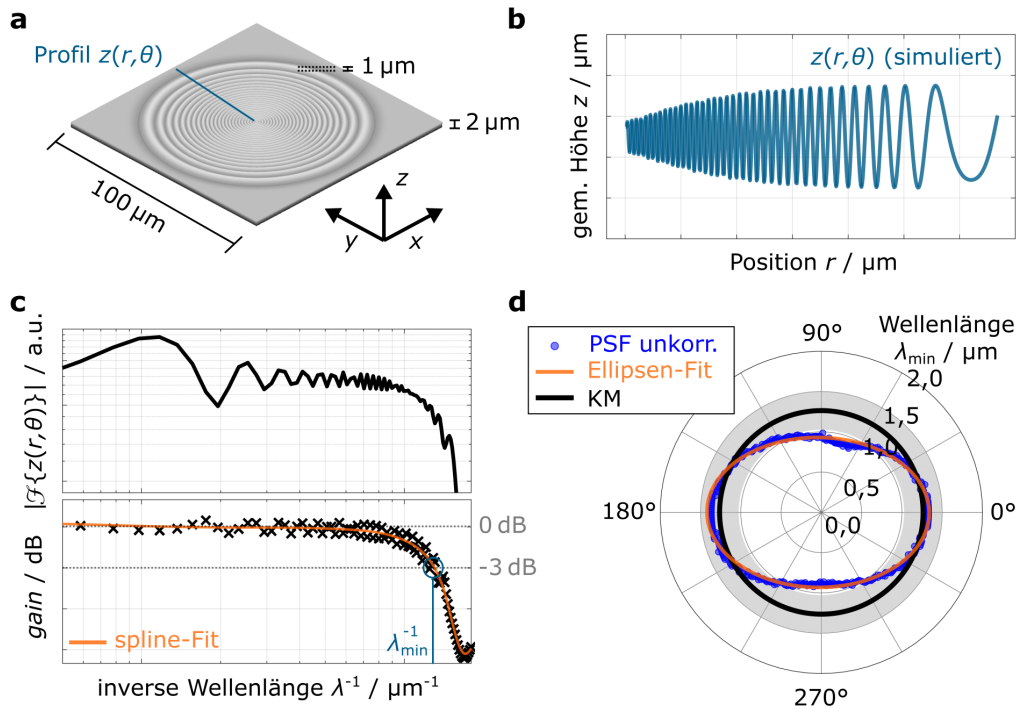 a
Profil z(r,θ)
1 µm
2 µm
100 µm
z
y
x
b
z(r,θ) (simuliert)
gem. Höhe z / µm
Position r / µm
c
|ℱ{z(r,θ)}| / a.u.
gain / dB
0 dB
-3 dB
spline-Fit
λ⁻¹min
inverse Wellenlänge λ⁻¹ / µm⁻¹
d
PSF unkorr.
Ellipsen-Fit
KM
90°
Wellenlänge
λmin / µm
2,0
1,5
1,0
0,5
0,0
180°
0°
270°